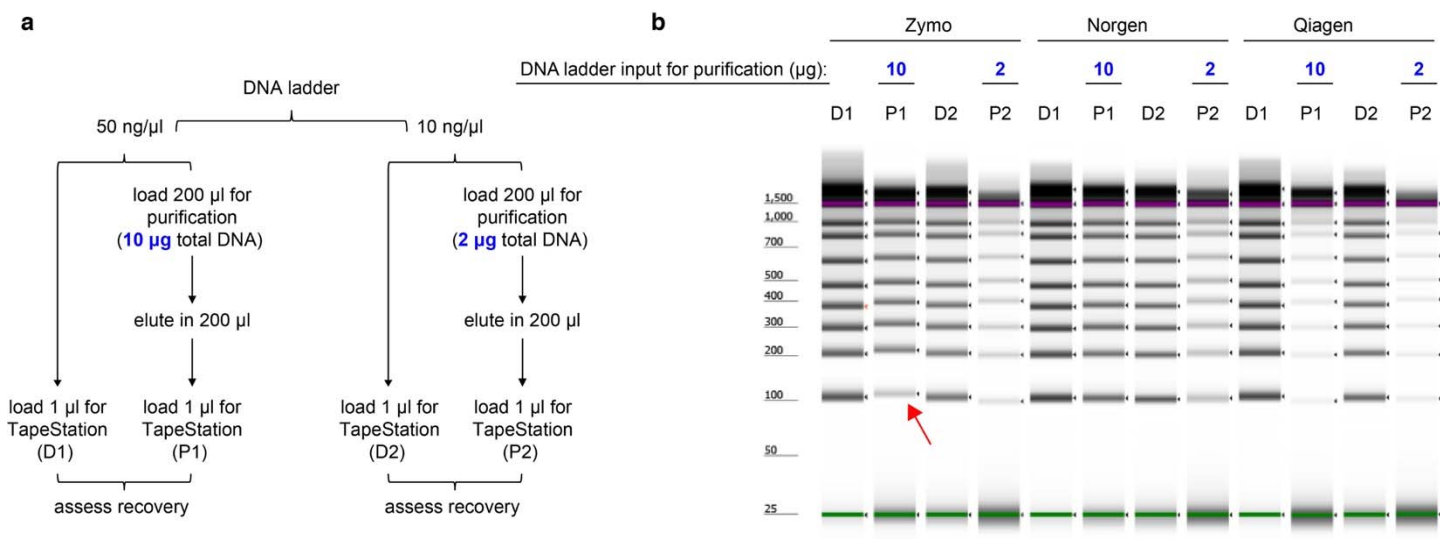 a
DNA ladder
50 ng/µl
10 ng/µl
load 200 µl for
purification
(10 µg total DNA)
load 200 µl for
purification
(2 µg total DNA)
elute in 200 µl
elute in 200 µl
load 1 µl for
TapeStation
(D1)
load 1 µl for
TapeStation
(P1)
load 1 µl for
TapeStation
(D2)
load 1 µl for
TapeStation
(P2)
assess recovery
assess recovery
b
Zymo Norgen Qiagen
DNA ladder input for purification (µg): 10 2 10 2 10 2
D1 P1 D2 P2 D1 P1 D2 P2 D1 P1 D2 P2
1,500
1,000
700
500
400
300
200
100
50
25